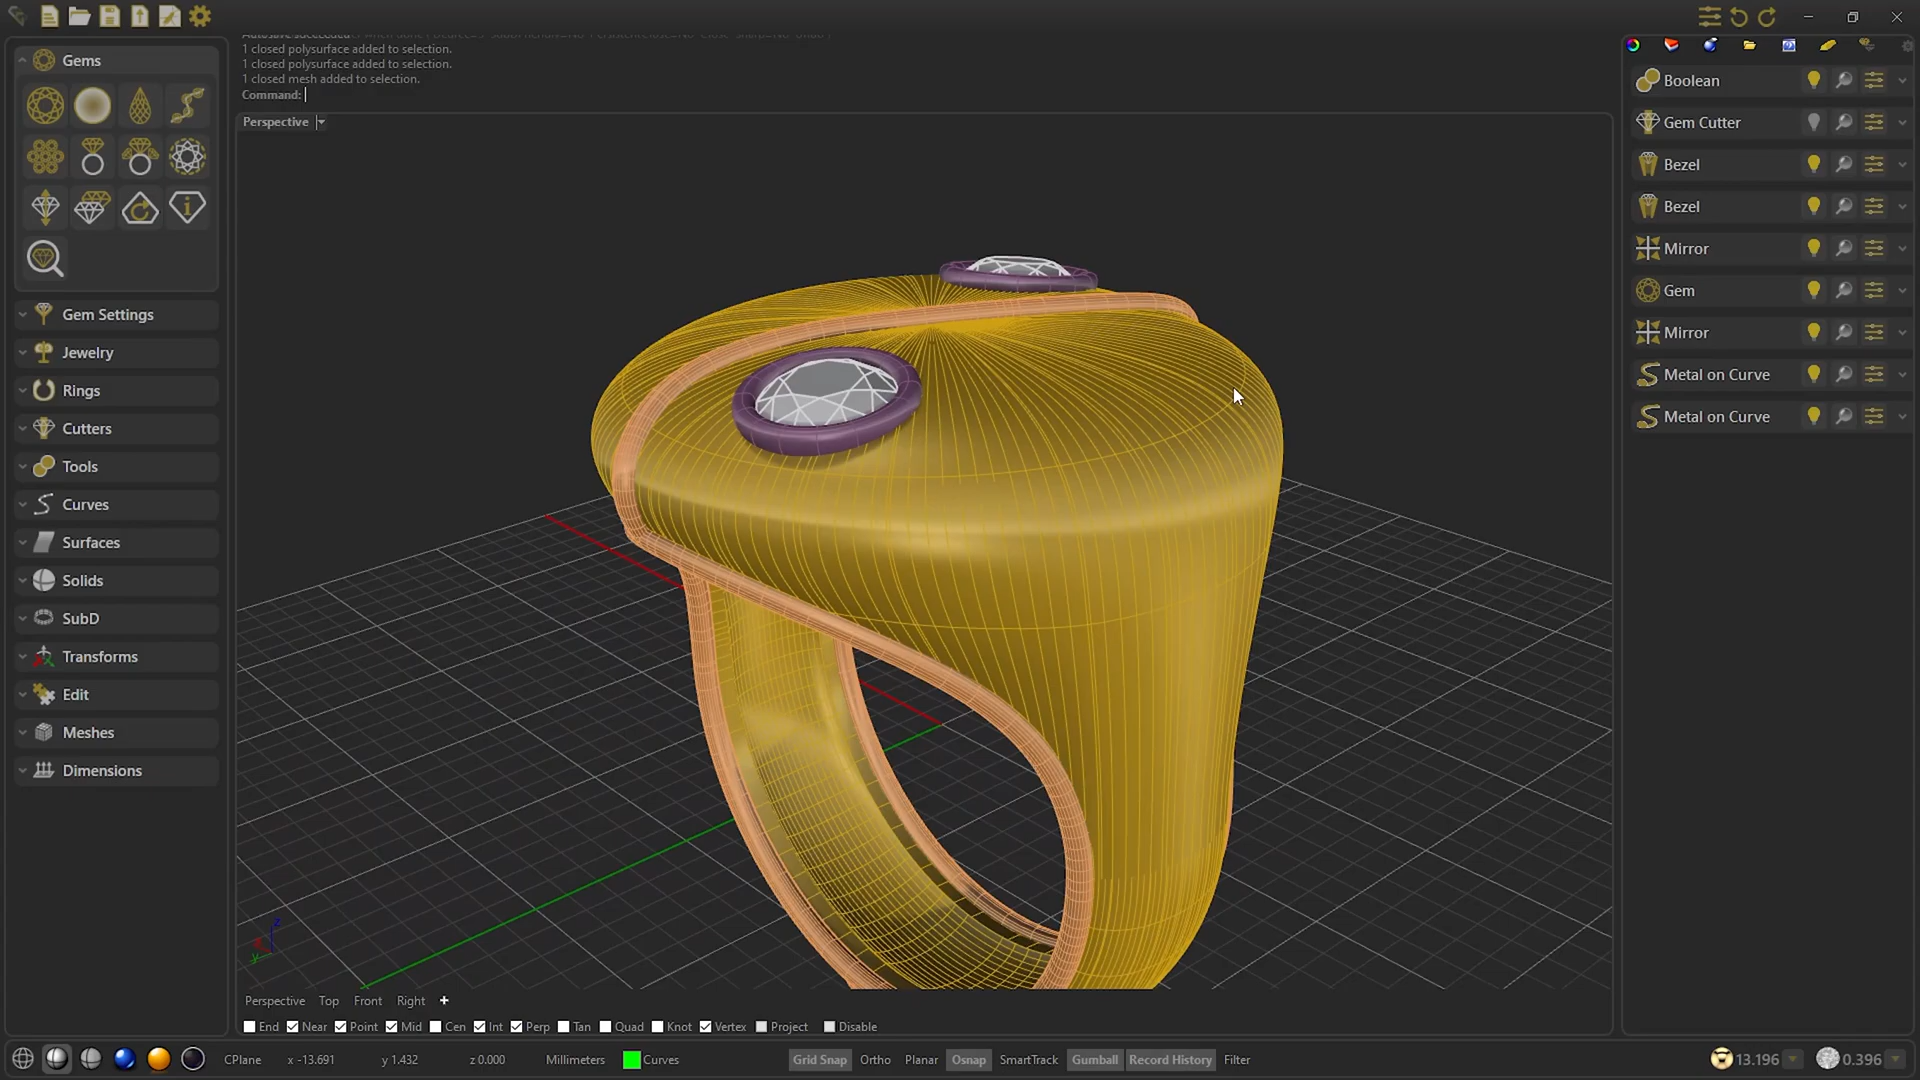 1 closed polysurface added to selection.
1 closed polysurface added to selection.
1 closed mesh added to selection.
Command:
Perspective
Gems
Gem Settings
Jewelry
Rings
Cutters
Tools
Curves
Surfaces
Solids
SubD
Transforms
Edit
Meshes
Dimensions
Boolean
Gem Cutter
Bezel
Bezel
Mirror
Gem
Mirror
Metal on Curve
Metal on Curve
z
x
y
Perspective Top Front Right
End Near Point Mid Cen Int Perp Tan Quad Knot Vertex Project Disable
CPlane x -13.691 y 1.432 z 0.000 Millimeters Curves Grid Snap Ortho Planar Osnap SmartTrack Gumball Record History Filter 13.196 0.396